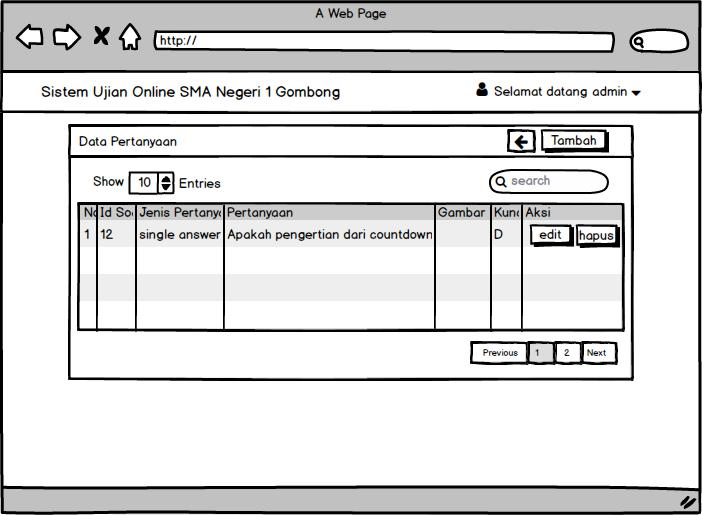 A Web Page
http://
Sistem Ujian Online SMA Negeri 1 Gombong
Selamat datang admin
Data Pertanyaan
Tambah
Show 10 Entries
search
No Id So Jenis Pertanya Pertanyaan Gambar Kunc Aksi
1 12 single answer Apakah pengertian dari countdown D edit hapus
Previous 1 2 Next